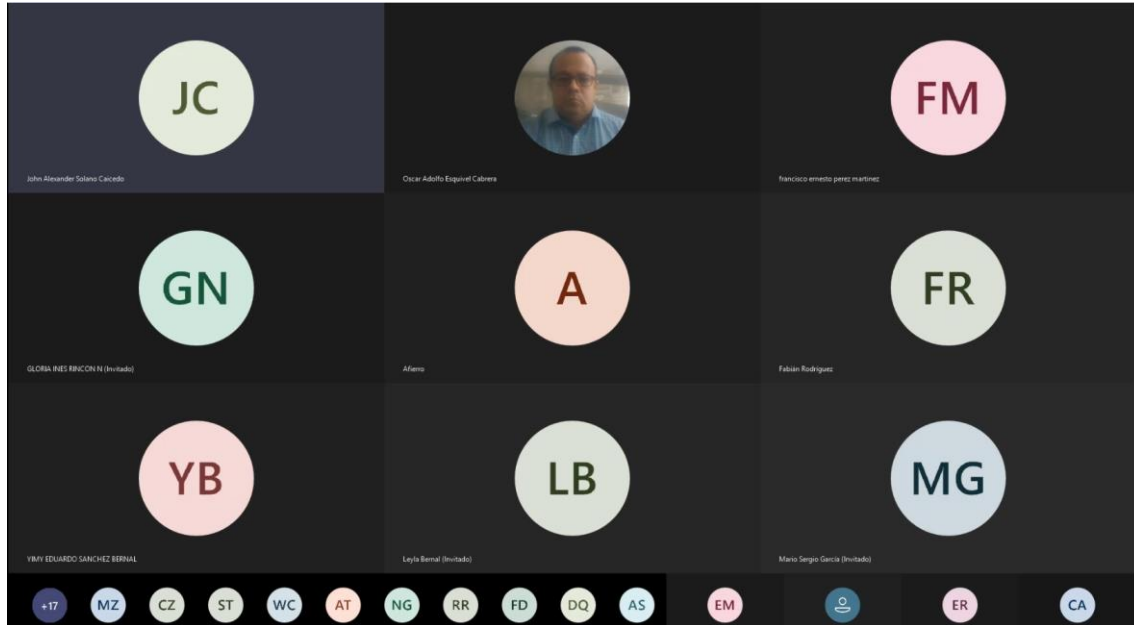 JC
John Alexander Solano Caicedo
Oscar Adolfo Esquivel Cabrera
FM
francisco ernesto perez martinez
GN
GLORIA INES RINCON N (Invitado)
A
Afierro
FR
Fabián Rodríguez
YB
YIMY EDUARDO SANCHEZ BERNAL
LB
Leyla Bernal (Invitado)
MG
Mario Sergio García (Invitado)
+17 MZ CZ ST WC AT NG RR FD DQ AS EM ER CA